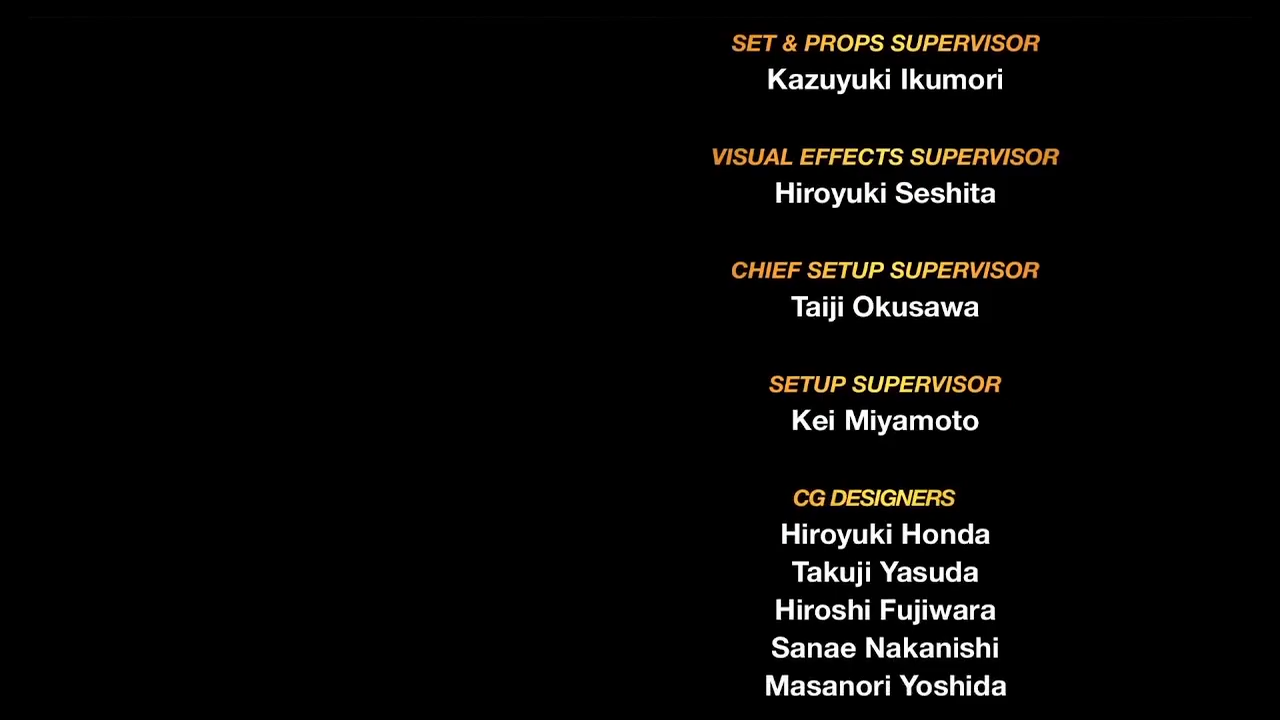 SET & PROPS SUPERVISOR
Kazuyuki Ikumori
VISUAL EFFECTS SUPERVISOR
Hiroyuki Seshita
CHIEF SETUP SUPERVISOR
Taiji Okusawa
SETUP SUPERVISOR
Kei Miyamoto
CG DESIGNERS
Hiroyuki Honda
Takuji Yasuda
Hiroshi Fujiwara
Sanae Nakanishi
Masanori Yoshida